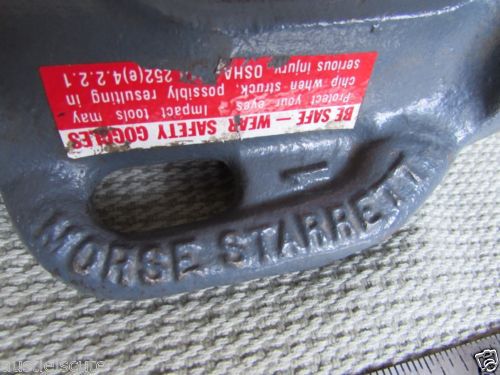 BE SAFE — WEAR SAFETY GOGGLES
Protect your eyes. Impact tools may
chip when struck, possibly resulting in
serious injury. OSHA 252(e)4.2.2.1
MORSE STARRETT